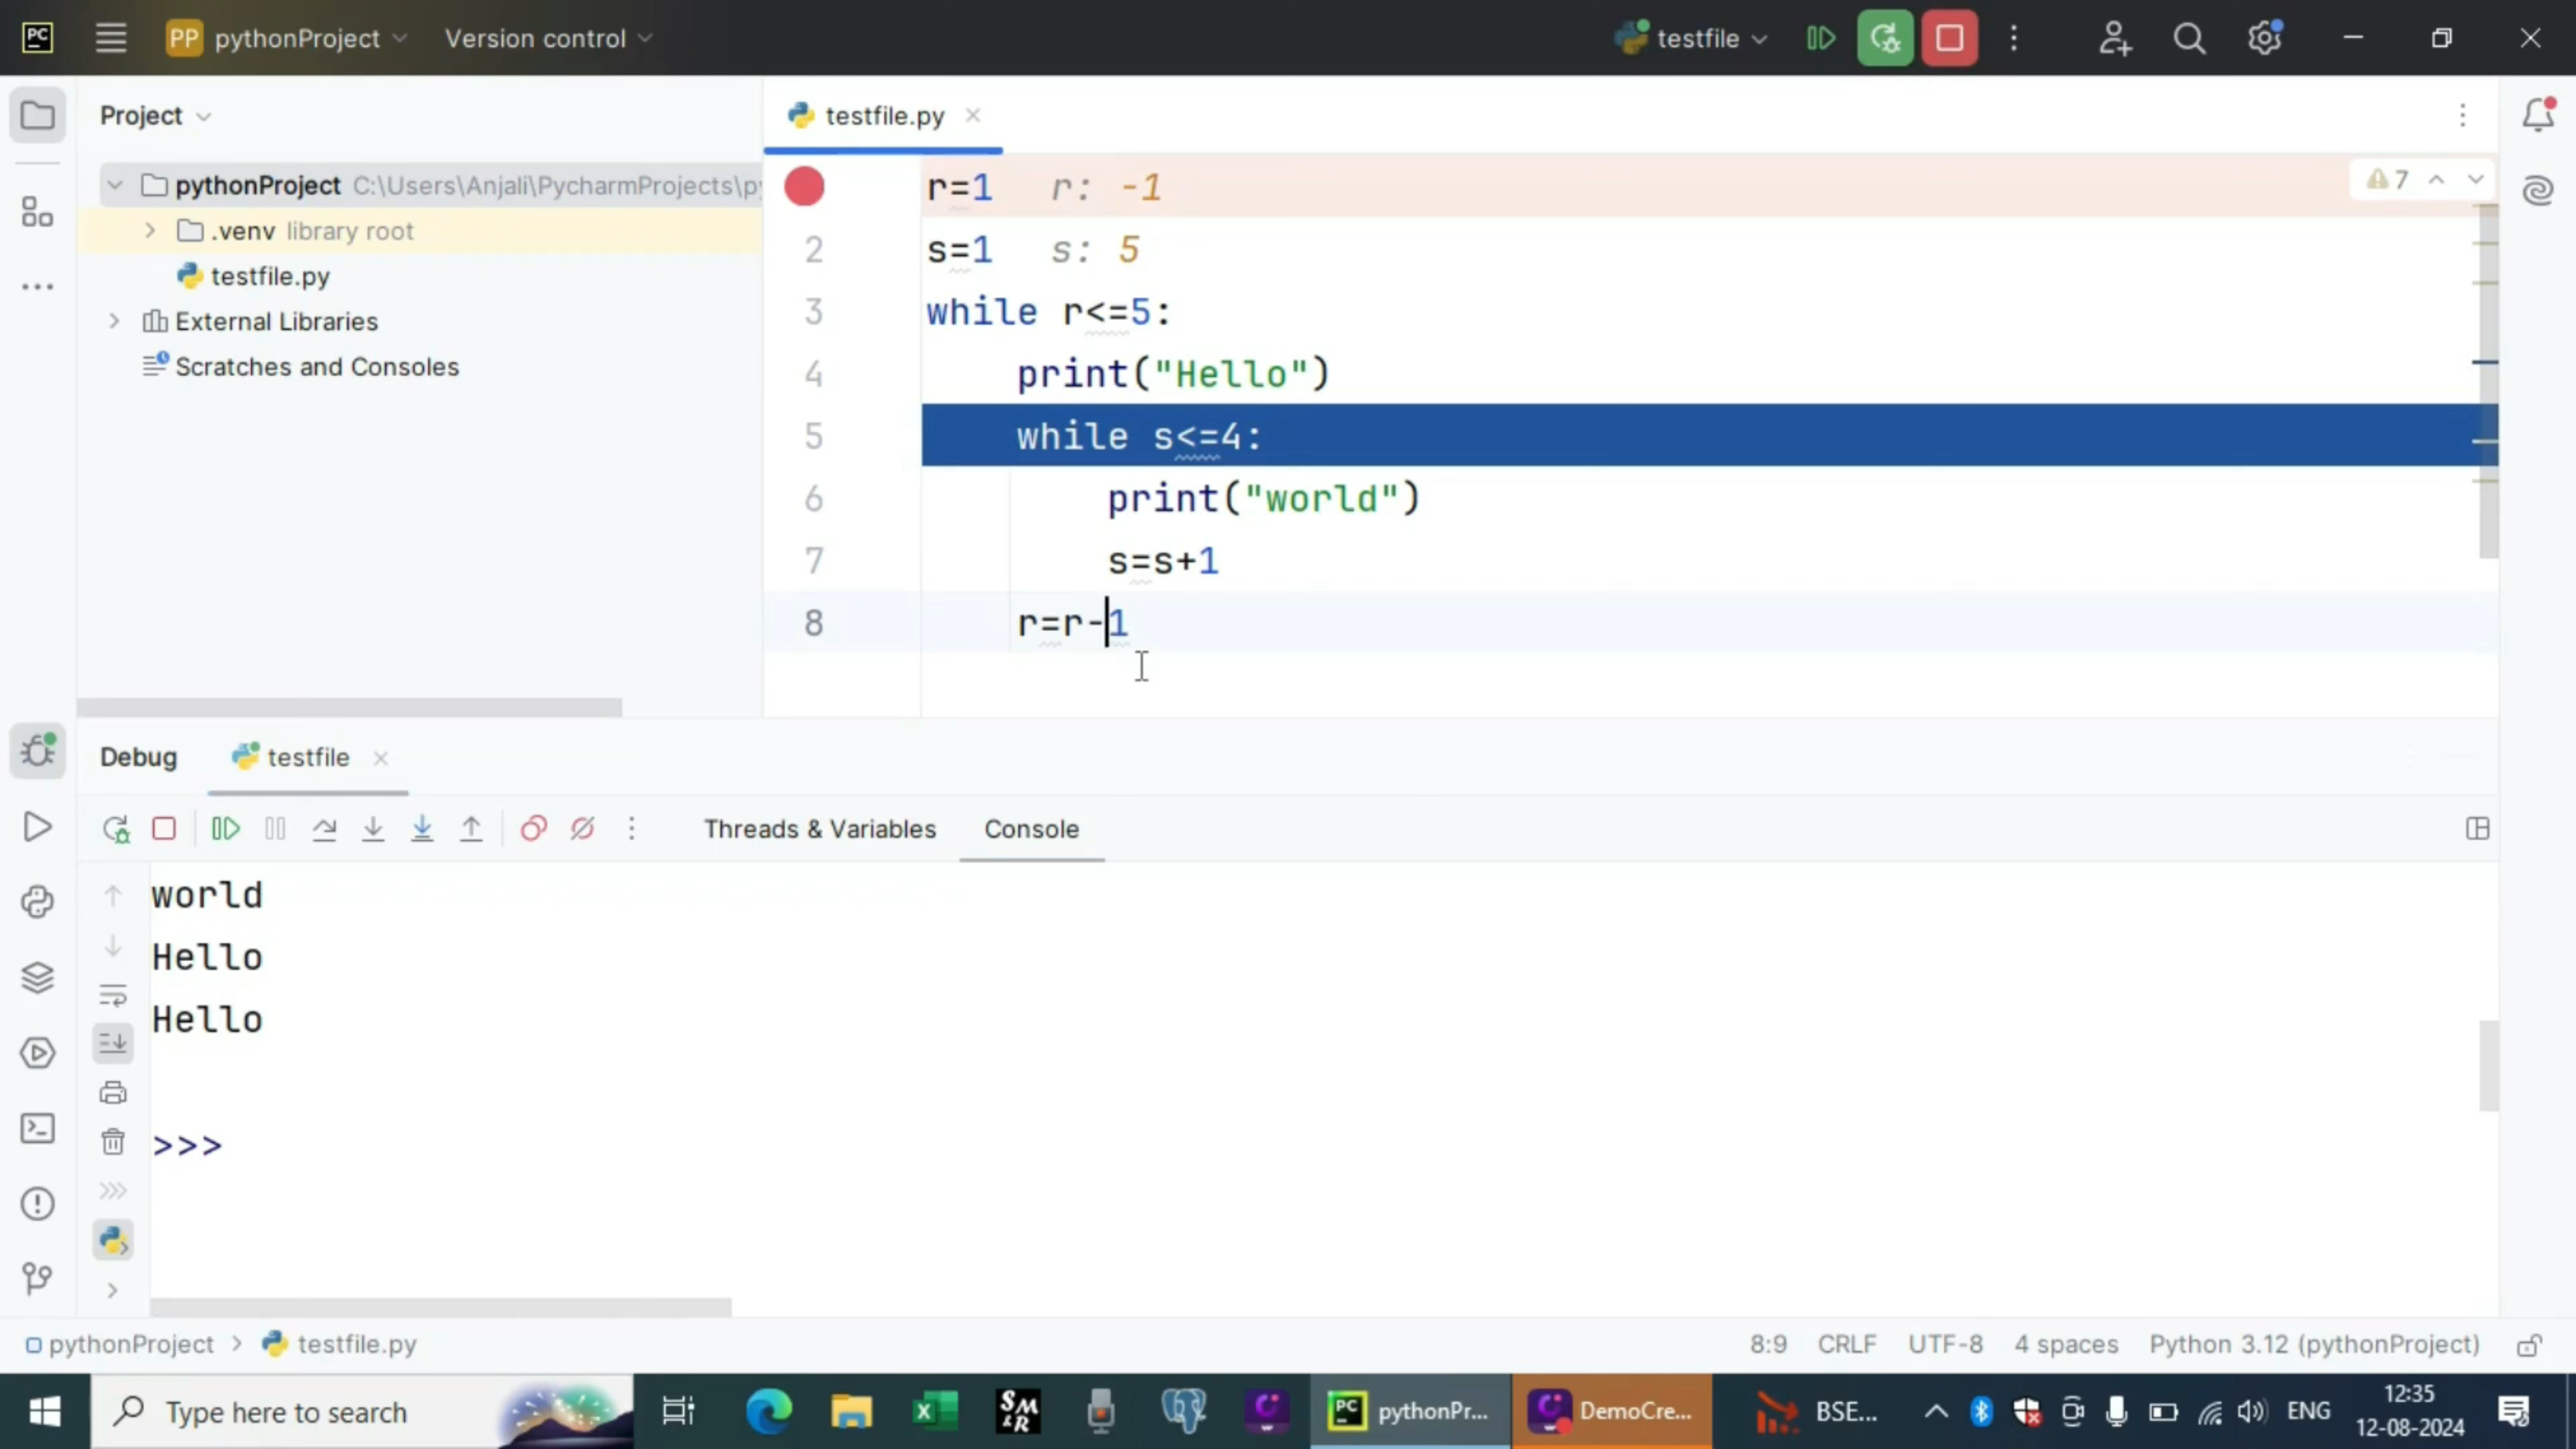 PC
PP pythonProject Version control testfile
Project testfile.py
pythonProject C:\Users\Anjali\PycharmProjects\py
.venv library root
testfile.py
External Libraries
Scratches and Consoles
r=1 r: -1
7
2 s=1 s: 5
3 while r<=5:
4 print("Hello")
5 while s<=4:
6 print("world")
7 s=s+1
8 r=r-1
Debug testfile
Threads & Variables Console
world
Hello
Hello
>>>
pythonProject > testfile.py 8:9 CRLF UTF-8 4 spaces Python 3.12 (pythonProject)
Type here to search S M & R PC pythonPr... DemoCre... BSE... ENG 12:35
12-08-2024